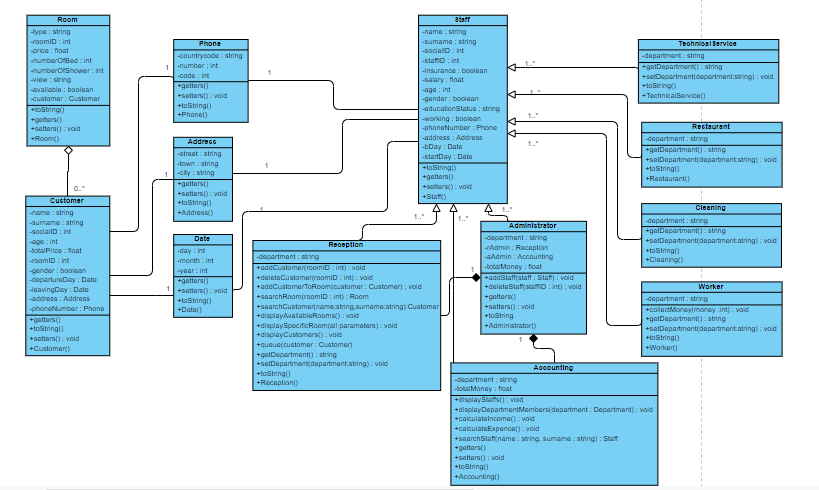 Room
-type : string
-roomID : int
-price : float
-numberOfBed : int
-numberOfShower : int
-view : string
-available : boolean
-customer : Customer
+toString()
+getters()
+setters() : void
+Room()
0..*
Customer
-name : string
-surname : string
-socialID : int
-age : int
-totalPrice : float
-roomID : int
-gender : boolean
-departureDay : Date
-leavingDay : Date
-address : Address
-phoneNumber : Phone
+getters()
+toString()
+setters() : void
+Customer()
1
Phone
-countrycode : string
-number : int
-code : int
+getters()
+setters() : void
+toString()
+Phone()
1
1
Address
-street : string
-town : string
-city : string
+getters()
+setters() : void
+toString()
+Address()
1
1
Date
-day : int
-month : int
-year : int
+getters()
+setters() : void
+toString()
+Date()
1
Staff
-name : string
-surname : string
-socialID : int
-staffID : int
-insurance : boolean
-salary : float
-age : int
-gender : boolean
-educationStatus : string
-working : boolean
-phoneNumber : Phone
-address : Address
-bDay : Date
-startDay : Date
+toString()
+getters()
+setters() : void
+Staff()
1..*
1..*
1..*
1..*
1..*
1..*
1..*
Reception
-department : string
+addCustomer(roomID : int) : void
+deleteCustomer(roomID : int) : void
+addCustomerToRoom(customer : Customer) : void
+searchRoom(roomID : int) : Room
+searchCustomer(name:string,surname:string):Customer
+displayAvailableRooms() : void
+displaySpecificRoom(all parameters) : void
+displayCustomers() : void
+queue(customer : Customer)
+getDepartment() : string
+setDepartment(department:string) : void
+toString()
+Reception()
1
Administrator
-department : string
-rAdmin : Reception
-aAdmin : Accounting
-totalMoney : float
+addStaff(staff : Staff) : void
+deleteStaff(staffID : int) : void
+getters()
+setters() : void
+toString
+Administrator()
1
Accounting
-department : string
-totalMoney : float
+displayStaffs() : void
+displayDepartmentMembers(department : Department) : void
+calculateIncome() : void
+calculateExpence() : void
+searchStaff(name : string, surname : string) : Staff
+getters()
+setters() : void
+toString()
+Accounting()
TechnicalService
-department : string
+getDepartment() : string
+setDepartment(department:string) : void
+toString()
+TechnicalService()
Restaurant
-department : string
+getDepartment() : string
+setDepartment(department:string) : void
+toString()
+Restaurant()
Cleaning
-department : string
+getDepartment() : string
+setDepartment(department:string) : void
+toString()
+Cleaning()
Worker
-department : string
+collectMoney(money :int) : void
+getDepartment() : string
+setDepartment(department:string) : void
+toString()
+Worker()